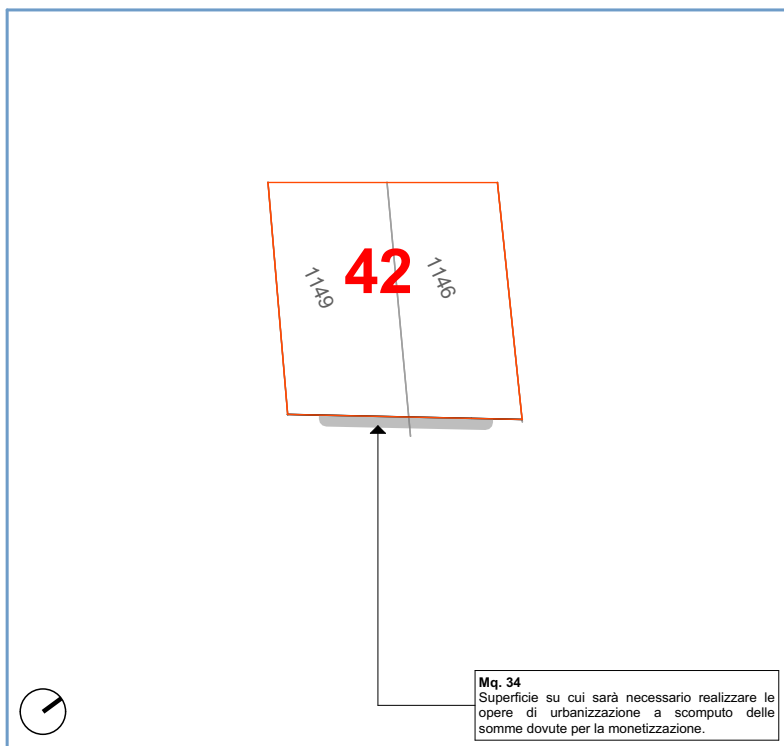 42
1149
1146
Mq. 34
Superficie su cui sarà necessario realizzare le
opere di urbanizzazione a scomputo delle
somme dovute per la monetizzazione.